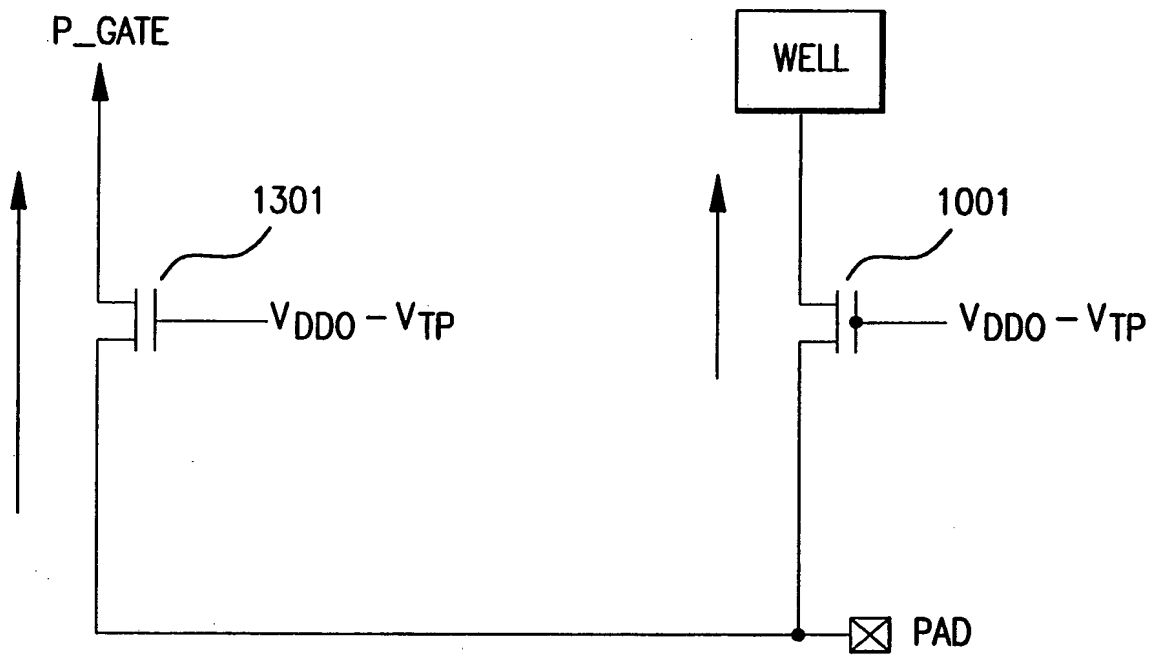 P_GATE
WELL
1301
1001
VDDO - VTP
VDDO - VTP
PAD